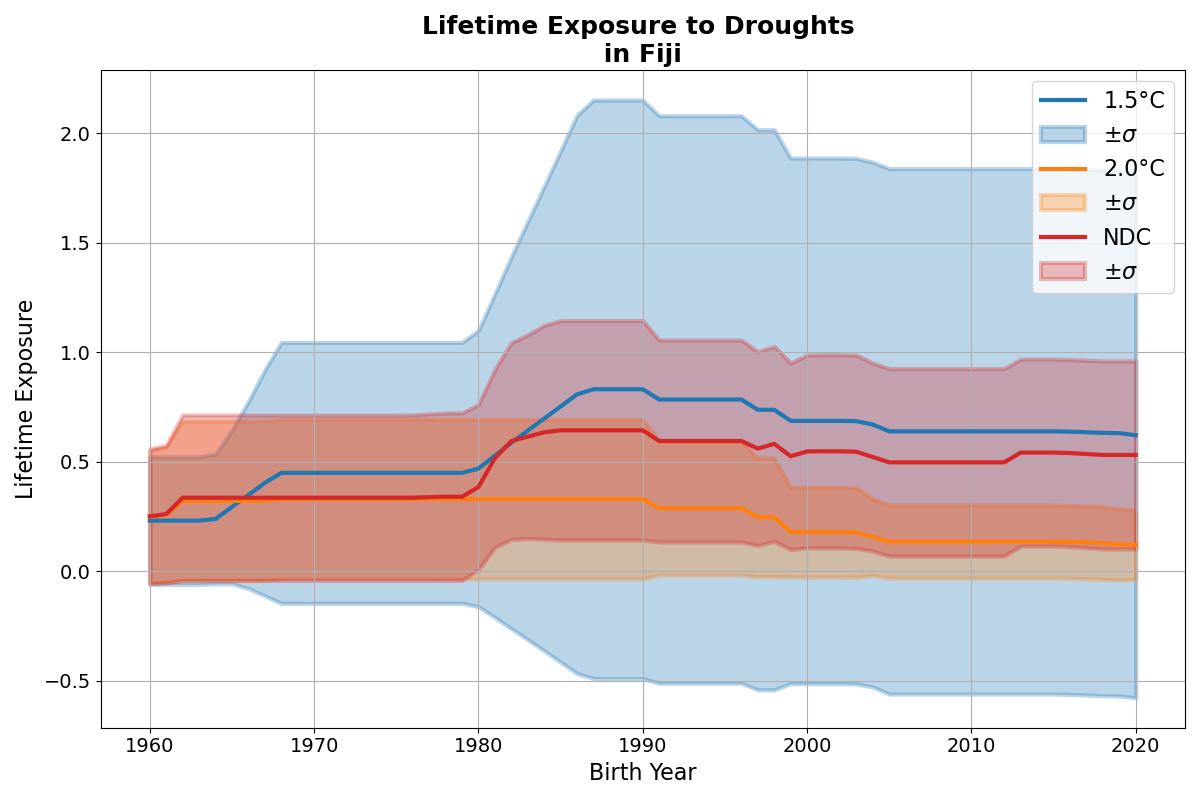 Lifetime Exposure to Droughts
in Fiji
Lifetime Exposure
2.0
1.5
1.0
0.5
0.0
−0.5
1960
1970
1980
1990
2000
2010
2020
Birth Year
1.5°C
±σ
2.0°C
±σ
NDC
±σ